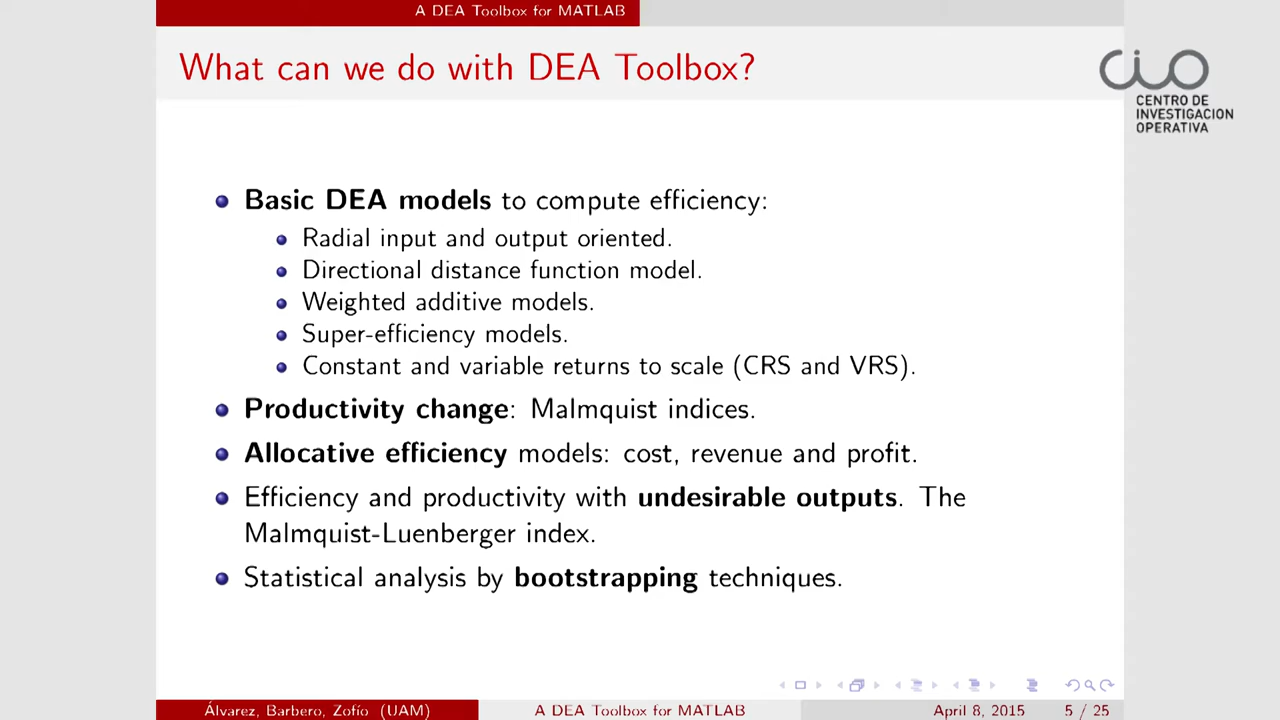 A DEA Toolbox for MATLAB
What can we do with DEA Toolbox?
CIO
CENTRO DE
INVESTIGACION
OPERATIVA
Basic DEA models to compute efficiency:
Radial input and output oriented.
Directional distance function model.
Weighted additive models.
Super-efficiency models.
Constant and variable returns to scale (CRS and VRS).
Productivity change: Malmquist indices.
Allocative efficiency models: cost, revenue and profit.
Efficiency and productivity with undesirable outputs. The
Malmquist-Luenberger index.
Statistical analysis by bootstrapping techniques.
Álvarez, Barbero, Zofío (UAM)
A DEA Toolbox for MATLAB
April 8, 2015
5 / 25